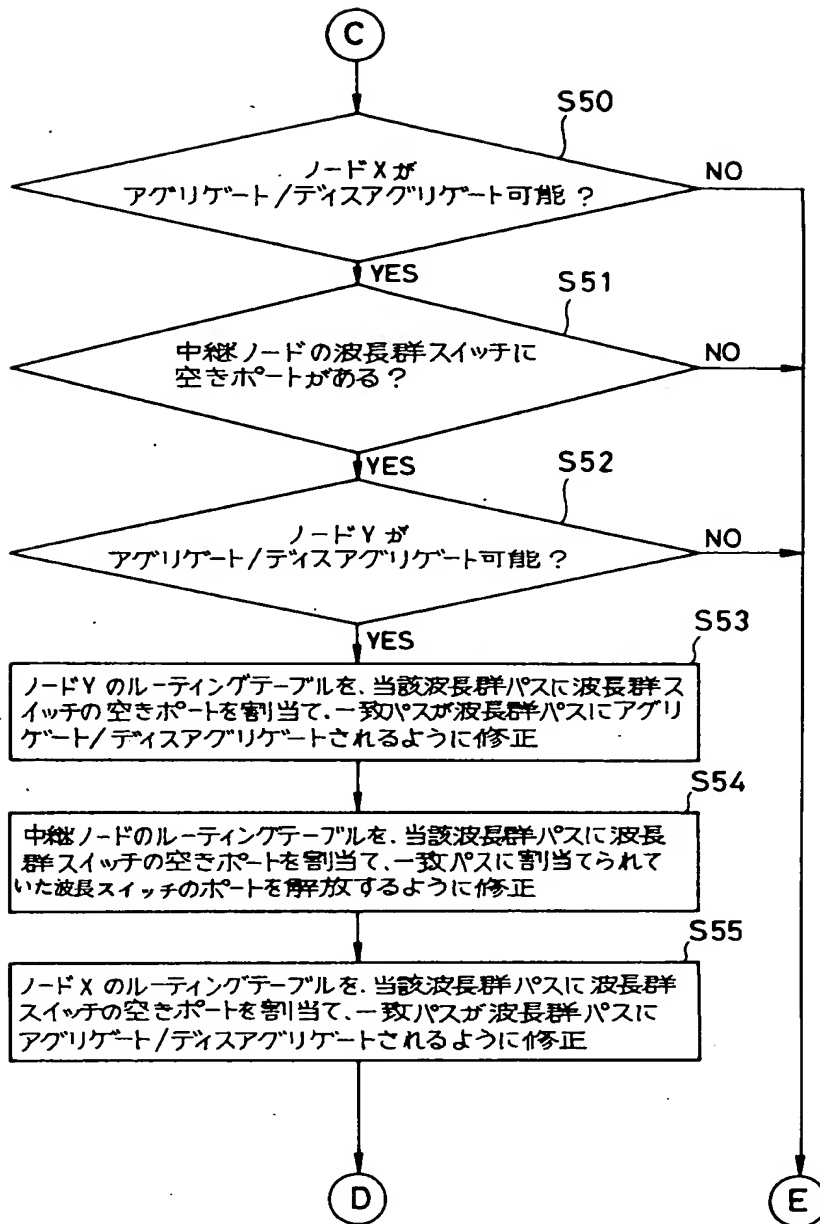 C
S50
ノードXが
アグリゲート/ディスアグリゲート可能?
NO
YES
S51
中継ノードの波長群スイッチに
空きポートがある?
NO
YES
S52
ノードYが
アグリゲート/ディスアグリゲート可能?
NO
YES
S53
ノードYのルーティングテーブルを、当該波長群パスに波長群ス
イッチの空きポートを割当て、一致パスが波長群パスにアグリ
ゲート/ディスアグリゲートされるように修正
S54
中継ノードのルーティングテーブルを、当該波長群パスに波長
群スイッチの空きポートを割当て、一致パスに割当てられて
いた波長スイッチのポートを解放するように修正
S55
ノードXのルーティングテーブルを、当該波長群パスに波長群
スイッチの空きポートを割当て、一致パスが波長群パスに
アグリゲート/ディスアグリゲートされるように修正
D
E